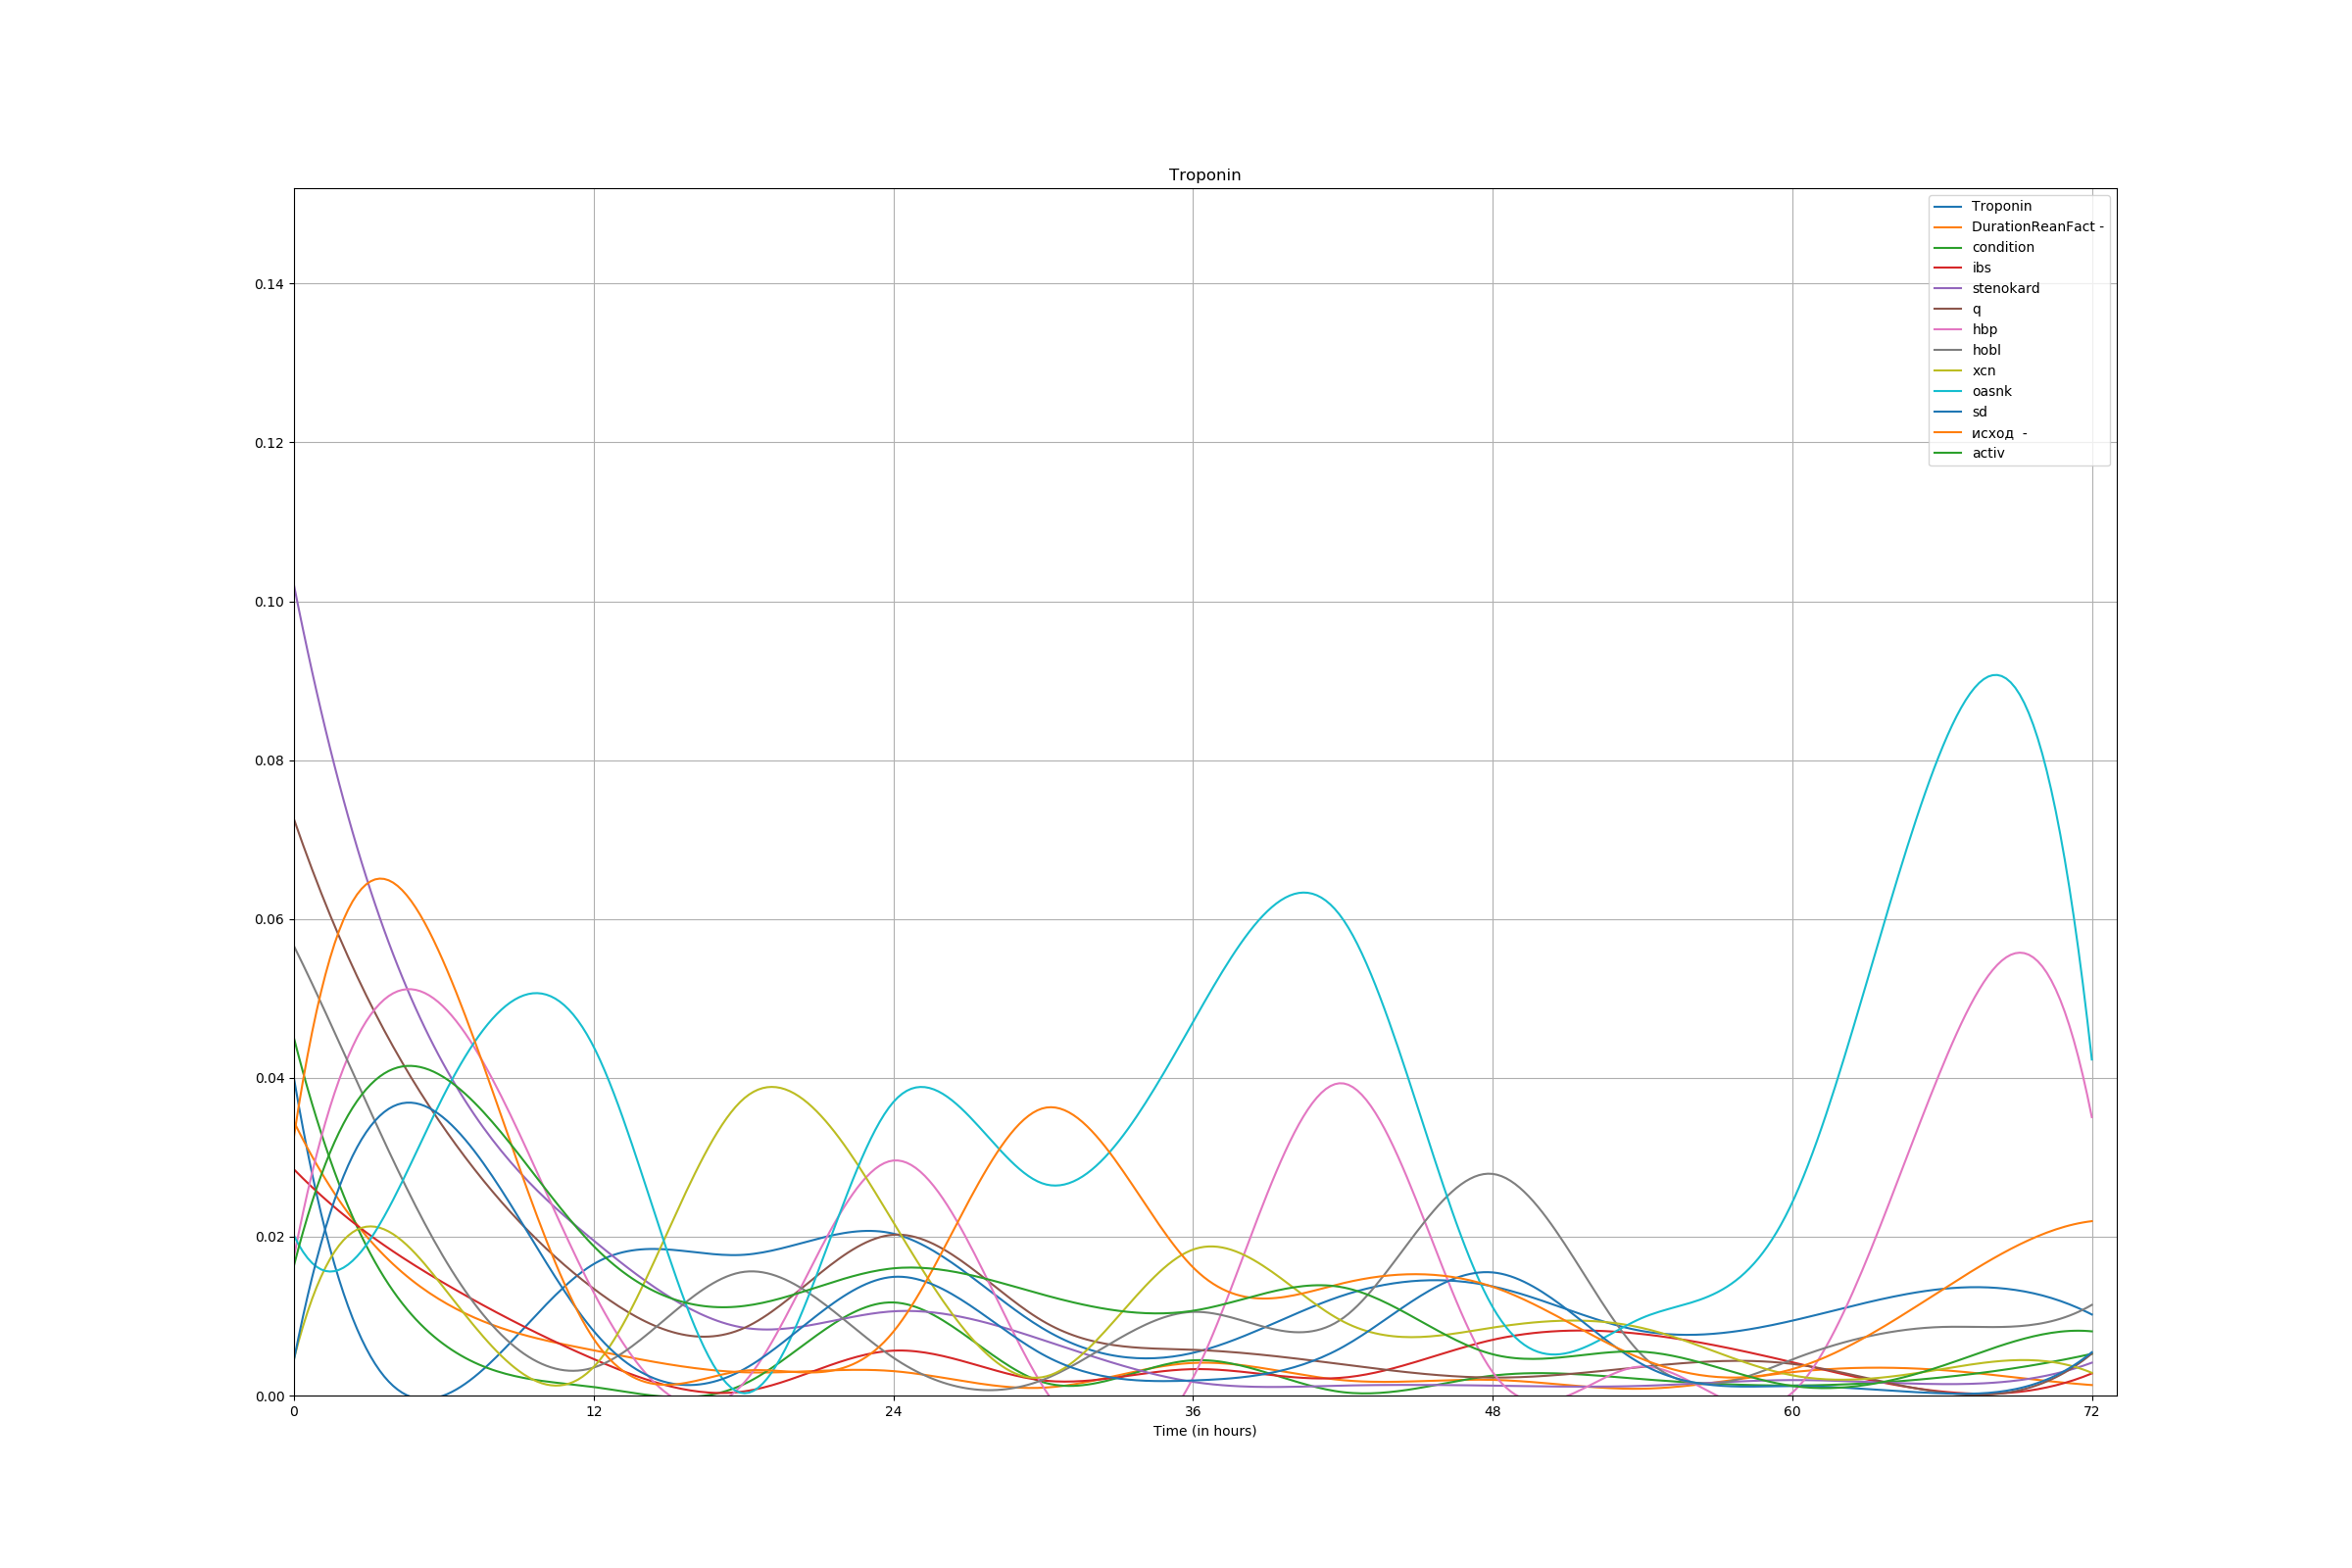 Troponin
Troponin
DurationReanFact -
condition
ibs
stenokard
q
hbp
hobl
xcn
oasnk
sd
исход  -
activ
0.14
0.12
0.10
0.08
0.06
0.04
0.02
0.00
0 12 24 36 48 60 72
Time (in hours)